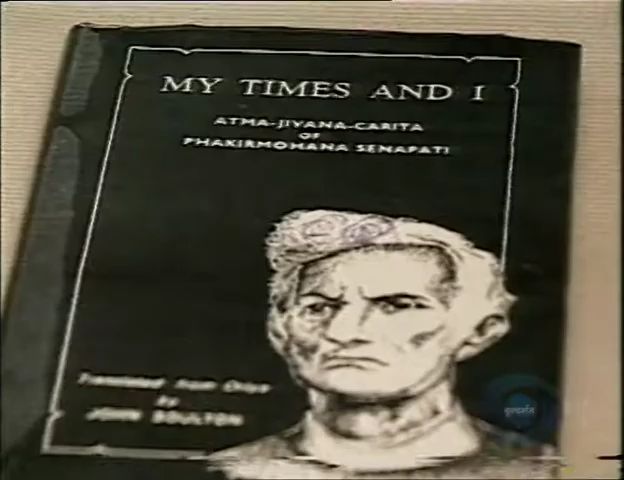 MY TIMES AND I
ATMA-JIVANA-CARITA
OF
PHAKIRMOHANA SENAPATI
Translated from Oriya
by
JOHN BOULTON